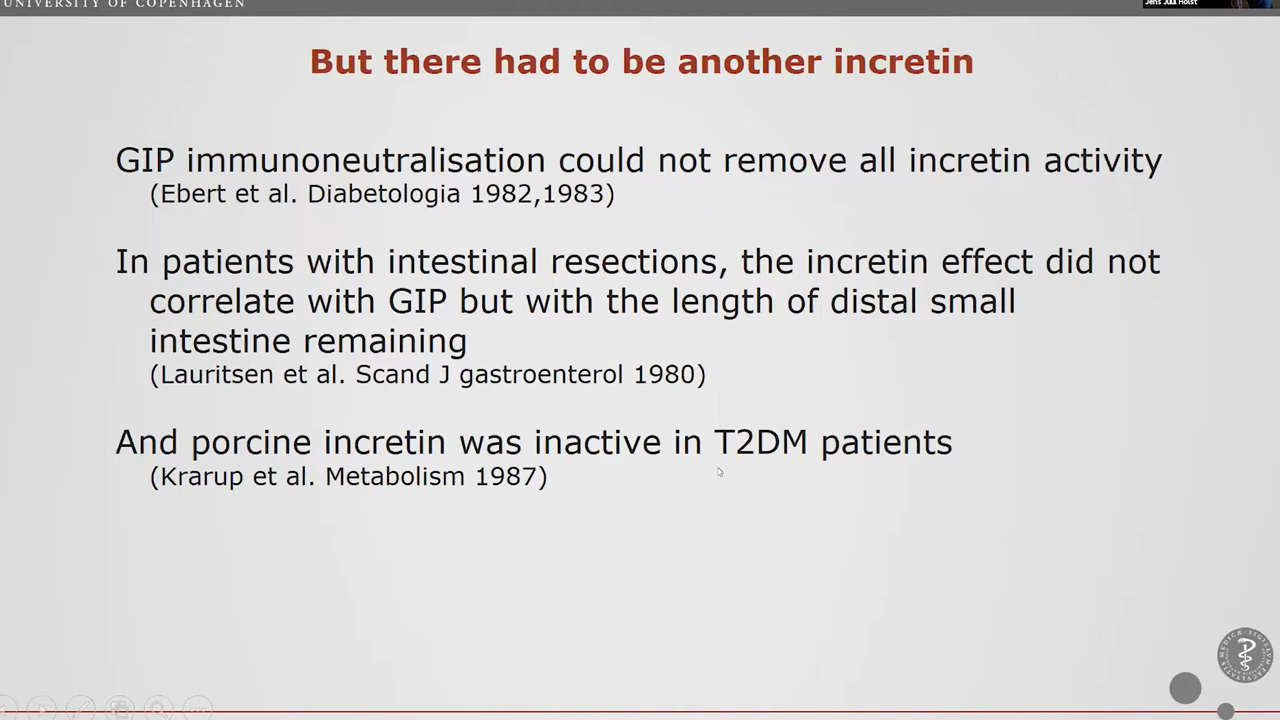 UNIVERSITY OF COPENHAGEN
Jens Juul Holst
But there had to be another incretin
GIP immunoneutralisation could not remove all incretin activity
(Ebert et al. Diabetologia 1982,1983)
In patients with intestinal resections, the incretin effect did not
correlate with GIP but with the length of distal small
intestine remaining
(Lauritsen et al. Scand J gastroenterol 1980)
And porcine incretin was inactive in T2DM patients
(Krarup et al. Metabolism 1987)